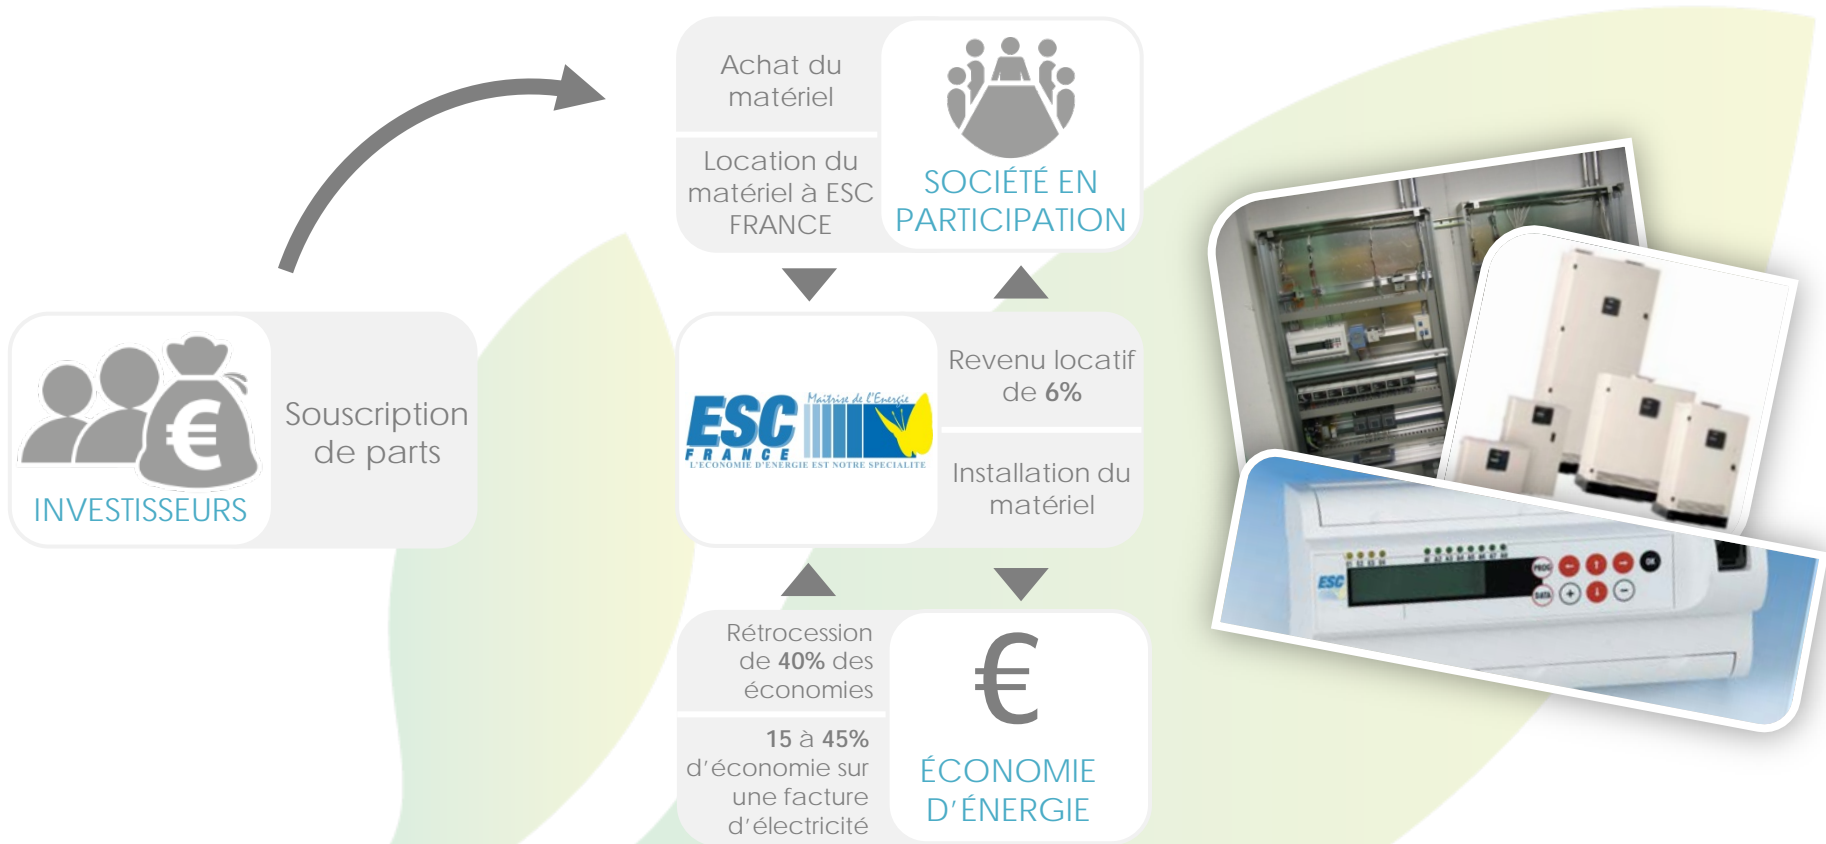 Achat du
matériel
Location du
matériel à ESC
FRANCE
SOCIÉTÉ EN
PARTICIPATION
INVESTISSEURS
Souscription
de parts
Maîtrise de l'Energie
ESC
FRANCE
L'ECONOMIE D'ENERGIE EST NOTRE SPECIALITE
Revenu locatif
de 6%
Installation du
matériel
Rétrocession
de 40% des
économies
15 à 45%
d'économie sur
une facture
d'électricité
€
ÉCONOMIE
D'ÉNERGIE
ESC
PROG
OK
DATA